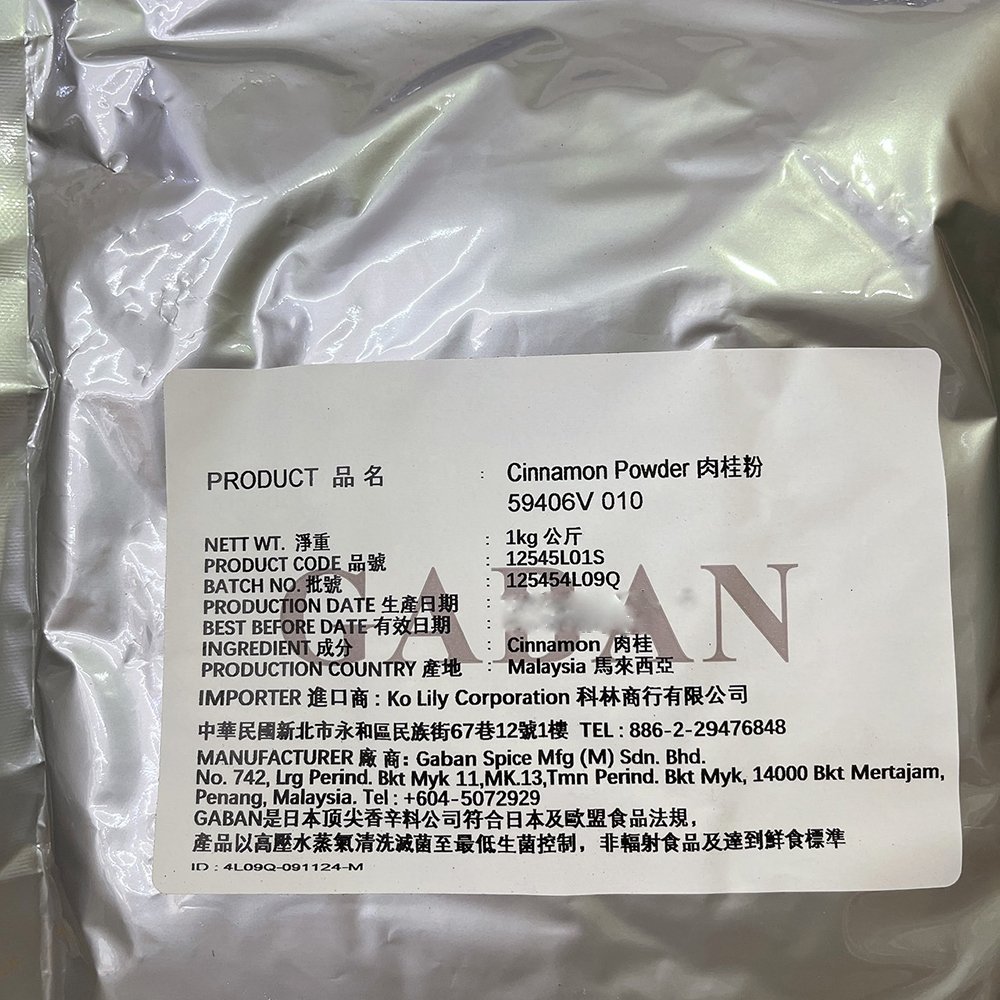 GABAN
PRODUCT 品名 : Cinnamon Powder 肉桂粉
59406V 010
NETT WT. 淨重 : 1kg 公斤
PRODUCT CODE 品號 : 12545L01S
BATCH NO. 批號 : 125454L09Q
PRODUCTION DATE 生產日期 :
BEST BEFORE DATE 有效日期 :
INGREDIENT 成分 : Cinnamon 肉桂
PRODUCTION COUNTRY 產地 : Malaysia 馬來西亞
IMPORTER 進口商 : Ko Lily Corporation 科林商行有限公司
中華民國新北市永和區民族街67巷12號1樓 TEL : 886-2-29476848
MANUFACTURER 廠商: Gaban Spice Mfg (M) Sdn. Bhd.
No. 742, Lrg Perind. Bkt Myk 11,MK.13,Tmn Perind. Bkt Myk, 14000 Bkt Mertajam,
Penang, Malaysia. Tel : +604-5072929
GABAN是日本顶尖香辛料公司符合日本及歐盟食品法規，
產品以高壓水蒸氣清洗滅菌至最低生菌控制，非輻射食品及達到鮮食標準
ID : 4L09Q-091124-M